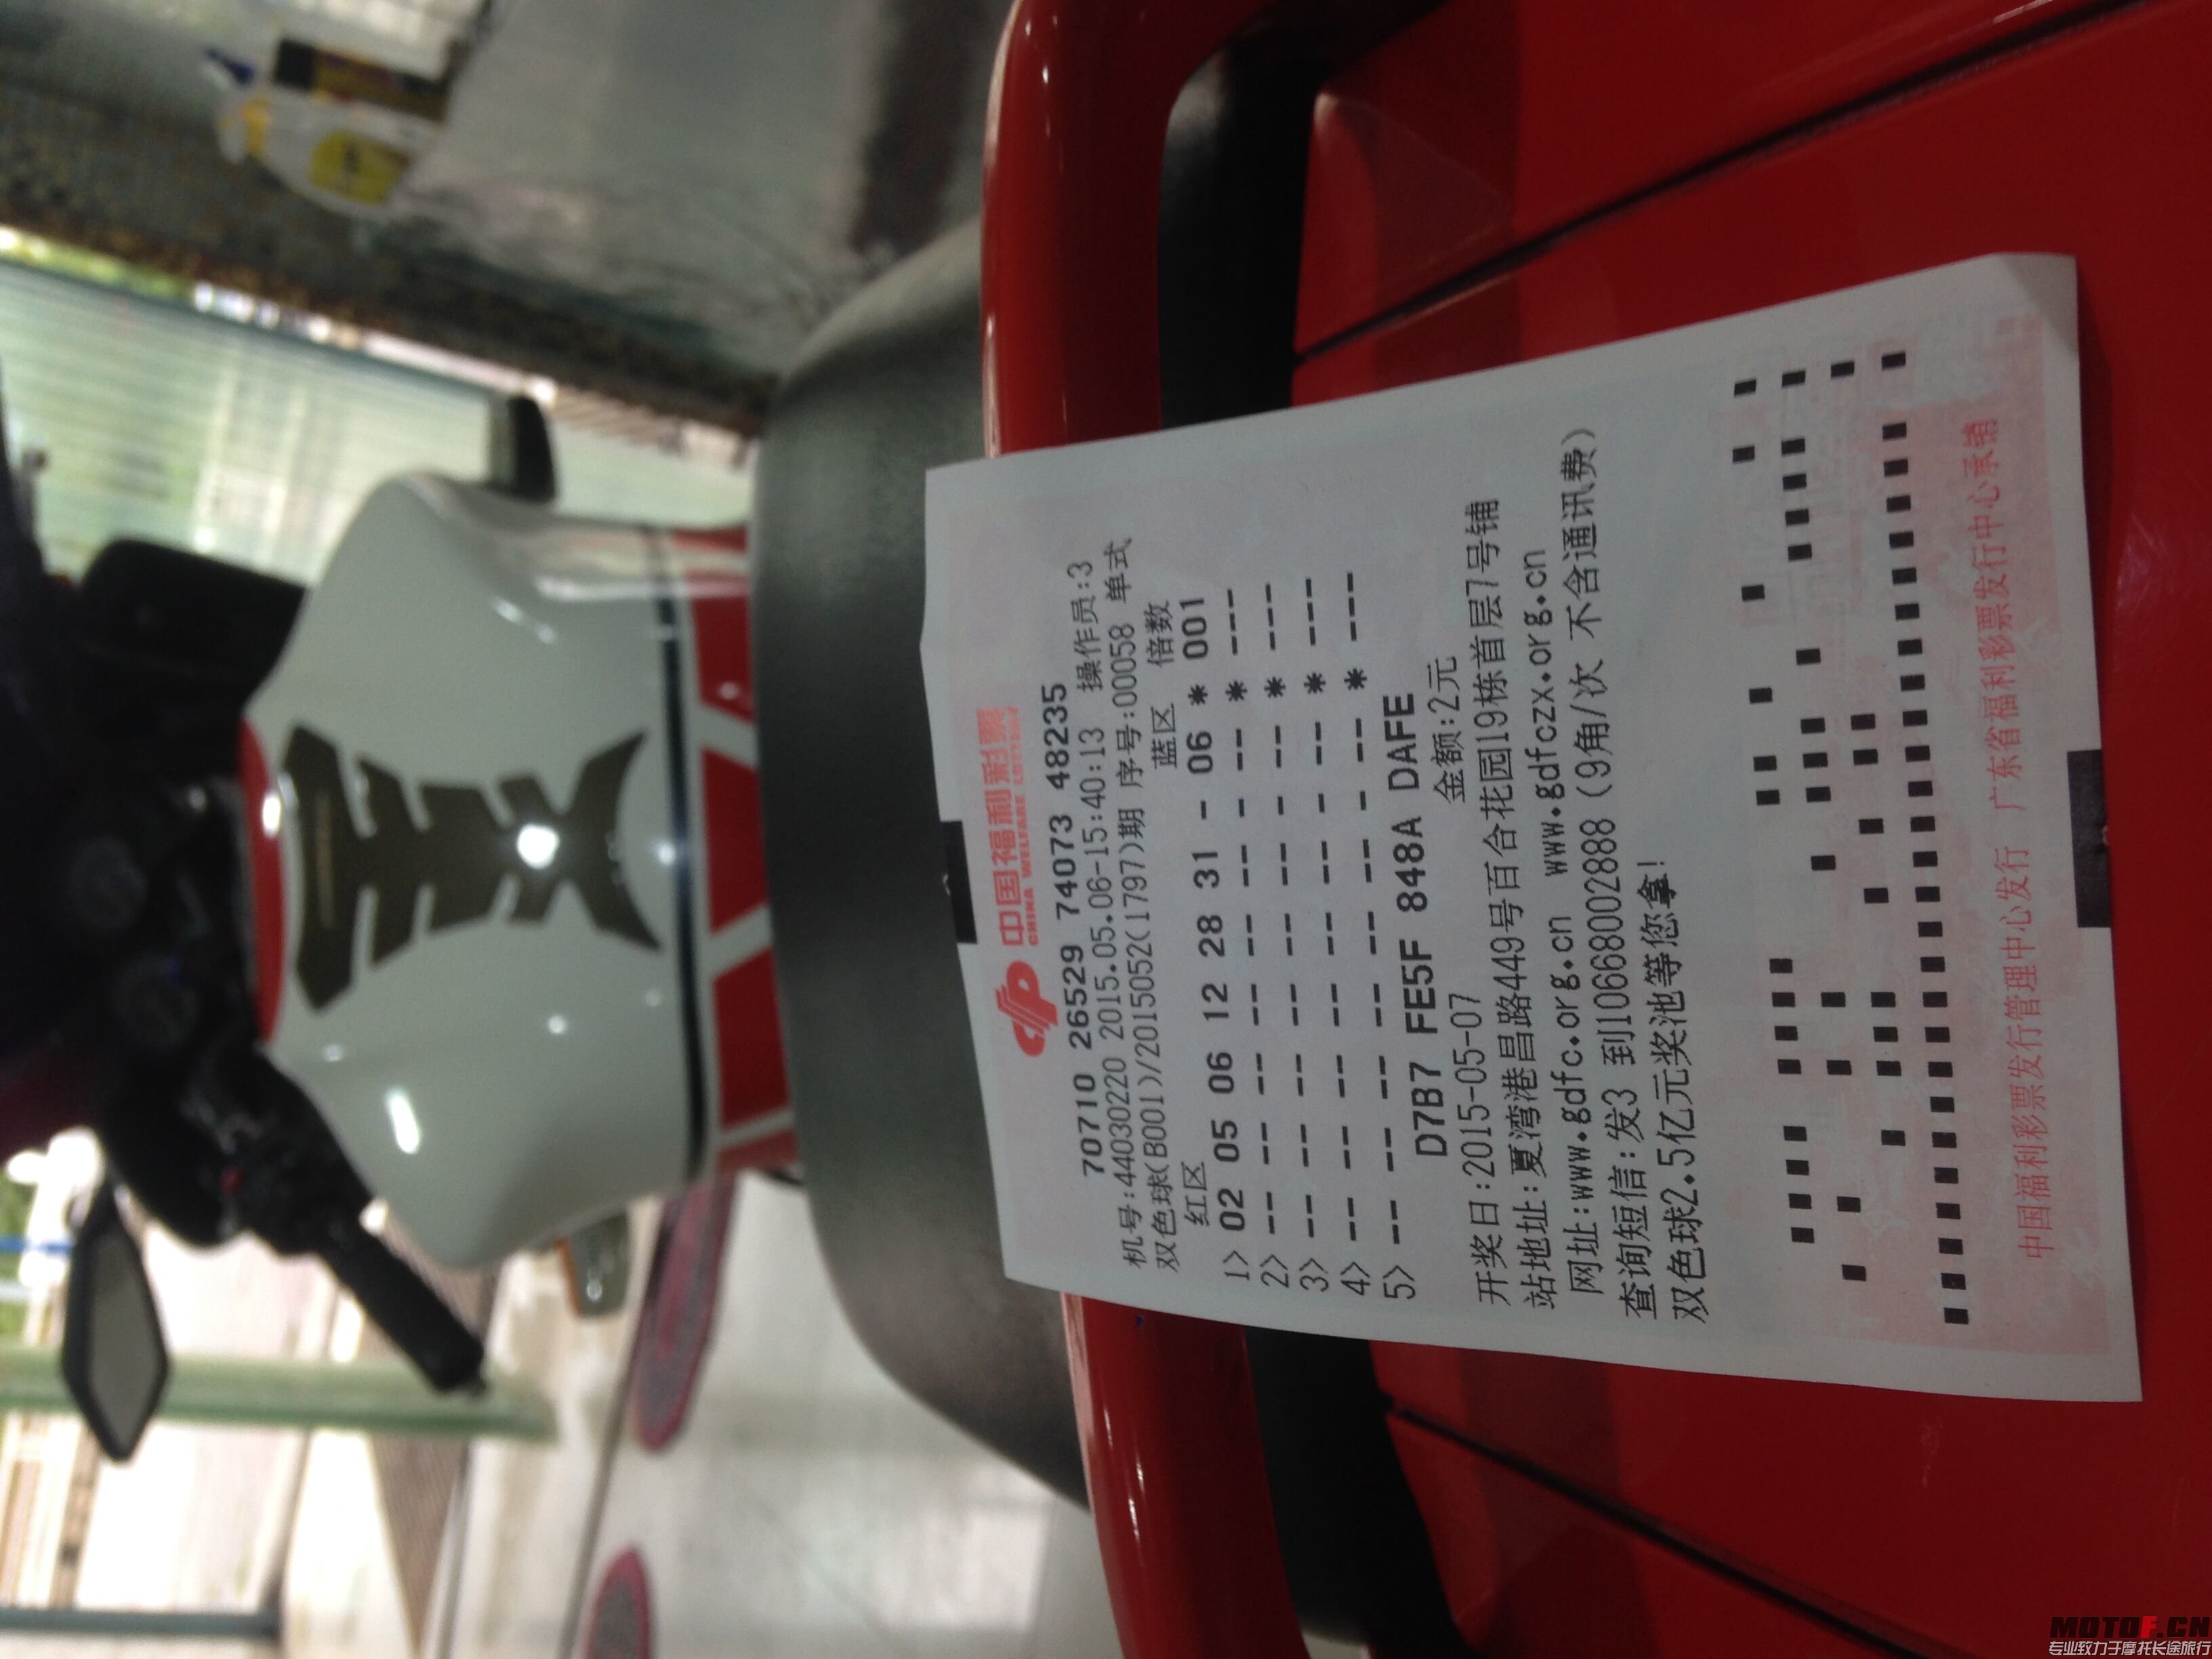 中国福利彩票
CHINA WELFARE LOTTERY
70710 26529 74073 48235
机号:44030220 2015.05.06-15:40:13 操作员:3
双色球(B001)/2015052(1797)期 序号:000058 单式
红区 蓝区 倍数
1> 02 05 06 12 28 31 - 06 * 001
2> -- -- -- -- -- -- - -- * ---
3> -- -- -- -- -- -- - -- * ---
4> -- -- -- -- -- -- - -- * ---
5> -- -- -- -- -- -- - -- * ---
D7B7 FE5F 848A DAFE
开奖日:2015-05-07 金额:2元
站地址:夏湾港昌路449号百合花园19栋首层7号铺
网址:www.gdfc.org.cn www.gdfczx.org.cn
查询短信:发3 到10668002888 (9角/次 不含通讯费)
双色球2.5亿元奖池等您拿!
中国福利彩票发行管理中心发行 广东省福利彩票发行中心承销
MOTOF.CN
专业致力于摩托长途旅行